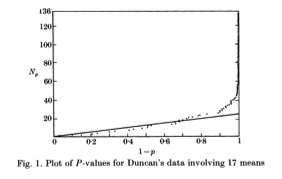 136
120
100
80
N_p
60
40
20
0 0·2 0·4 0·6 0·8 1
1−p
Fig. 1. Plot of P-values for Duncan's data involving 17 means